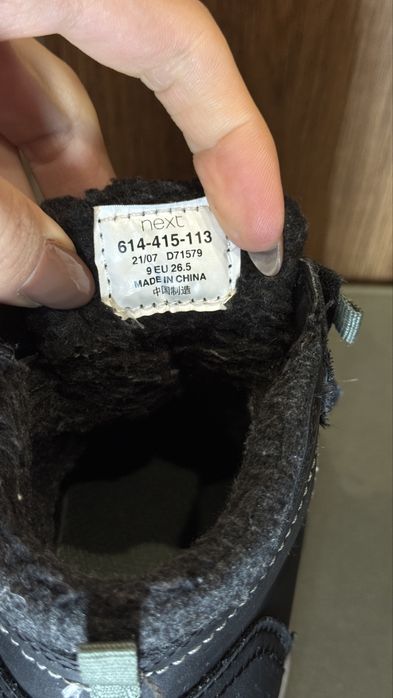 next
614-415-113
21/07 D71579
9 EU 26.5
MADE IN CHINA
中国制造